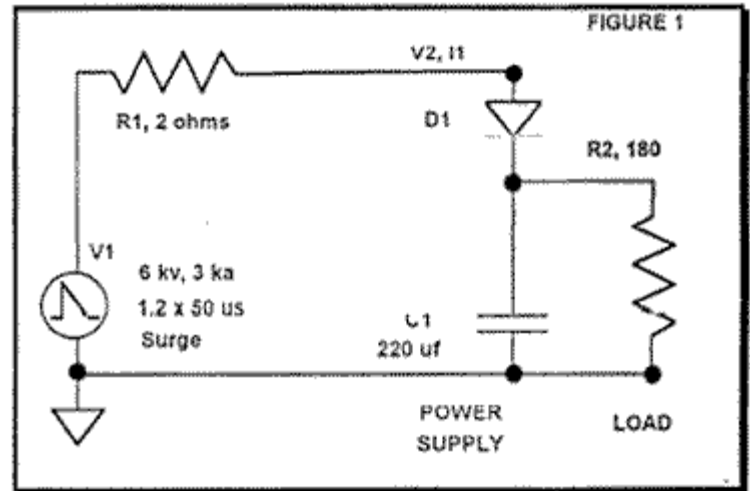 FIGURE 1
V2, I1
R1, 2 ohms
D1
R2, 180
V1
6 kv, 3 ka
1.2 x 50 us
Surge
C1
220 uf
POWER
SUPPLY
LOAD